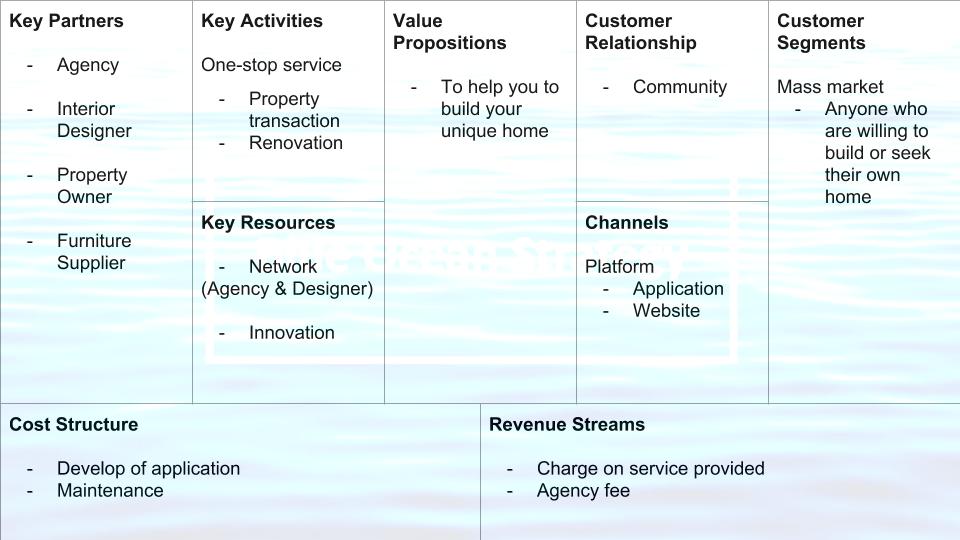 Key Partners
- Agency
- Interior
Designer
- Property
Owner
- Furniture
Supplier
Key Activities
One-stop service
- Property
transaction
- Renovation
Key Resources
- Network
(Agency & Designer)
- Innovation
Value
Propositions
- To help you to
build your
unique home
Customer
Relationship
- Community
Channels
Platform
- Application
- Website
Customer
Segments
Mass market
- Anyone who
are willing to
build or seek
their own
home
Cost Structure
- Develop of application
- Maintenance
Revenue Streams
- Charge on service provided
- Agency fee
Ocean Strategy